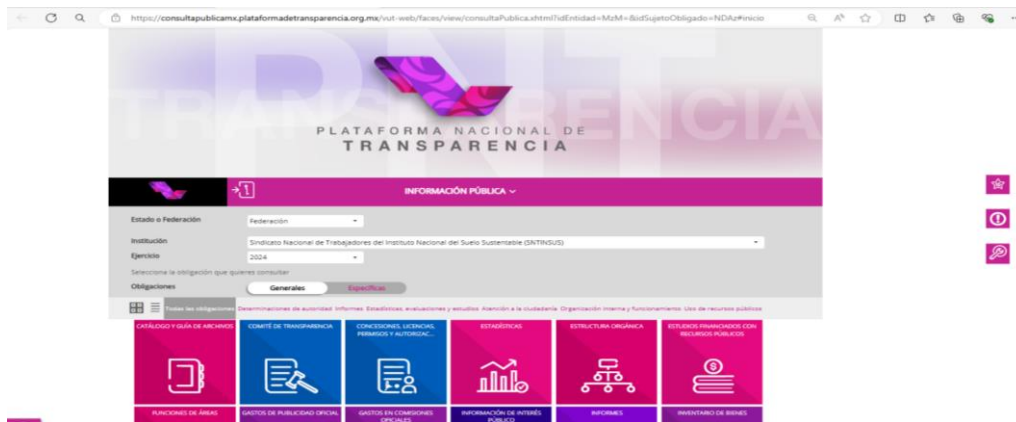 https://consultapublicamx.plataformadetransparencia.org.mx/vut-web/faces/view/consultaPublica.xhtml?idEntidad=MzM=&idSujetoObligado=NDAz#inicio
PNT
TRANSPARENCIA
PLATAFORMA NACIONAL DE
TRANSPARENCIA
INFORMACIÓN PÚBLICA
Estado o Federación Federación
Institución Sindicato Nacional de Trabajadores del Instituto Nacional del Suelo Sustentable (SNTINSUS)
Ejercicio 2024
Selecciona la obligación que quieres consultar
Obligaciones Generales Específicas
Todas las obligaciones Determinaciones de autoridad Informes Estadísticas, evaluaciones y estudios Atención a la ciudadanía Organización interna y funcionamiento Uso de recursos públicos
CATÁLOGO Y GUÍA DE ARCHIVOS COMITÉ DE TRANSPARENCIA CONCESIONES, LICENCIAS, PERMISOS Y AUTORIZAC... ESTADÍSTICAS ESTRUCTURA ORGÁNICA ESTUDIOS FINANCIADOS CON RECURSOS PÚBLICOS
FUNCIONES DE ÁREAS GASTOS DE PUBLICIDAD OFICIAL GASTOS EN COMISIONES OFICIALES INFORMACIÓN DE INTERÉS PÚBLICO INFORMES INVENTARIO DE BIENES